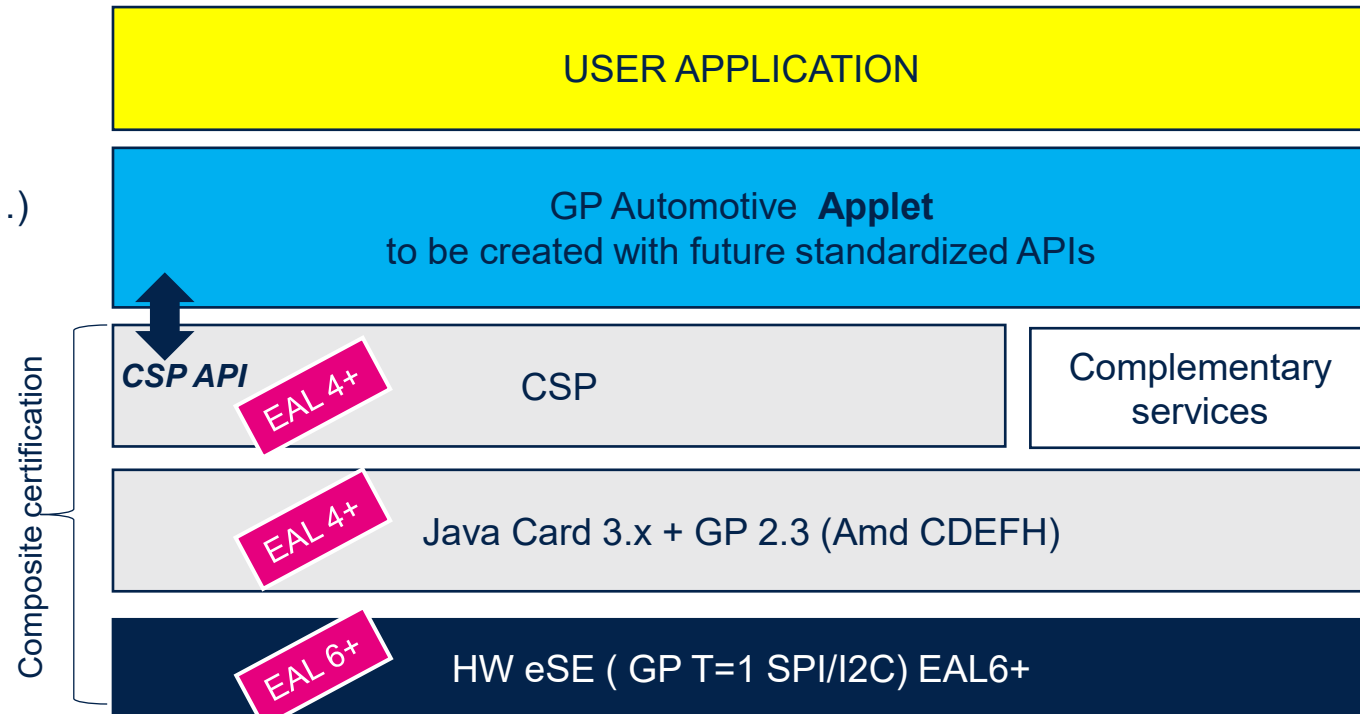 USER APPLICATION
.)
GP Automotive Applet
to be created with future standardized APIs
Composite certification
CSP API
EAL 4+
CSP
Complementary
services
EAL 4+
Java Card 3.x + GP 2.3 (Amd CDEFH)
EAL 6+
HW eSE ( GP T=1 SPI/I2C) EAL6+